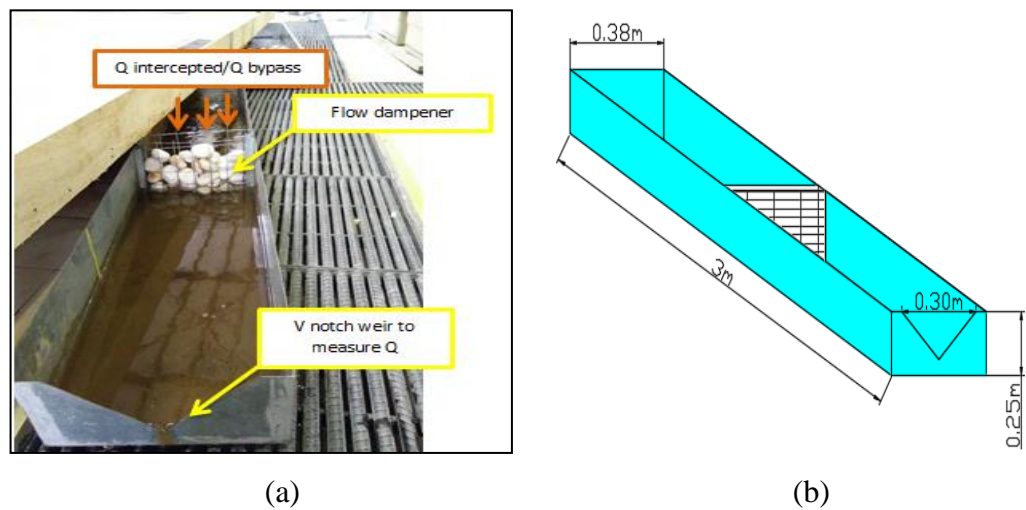 Q intercepted/Q bypass
Flow dampener
V notch weir to
measure Q
0.38m
3m
0.30m
0.25m
(a)
(b)